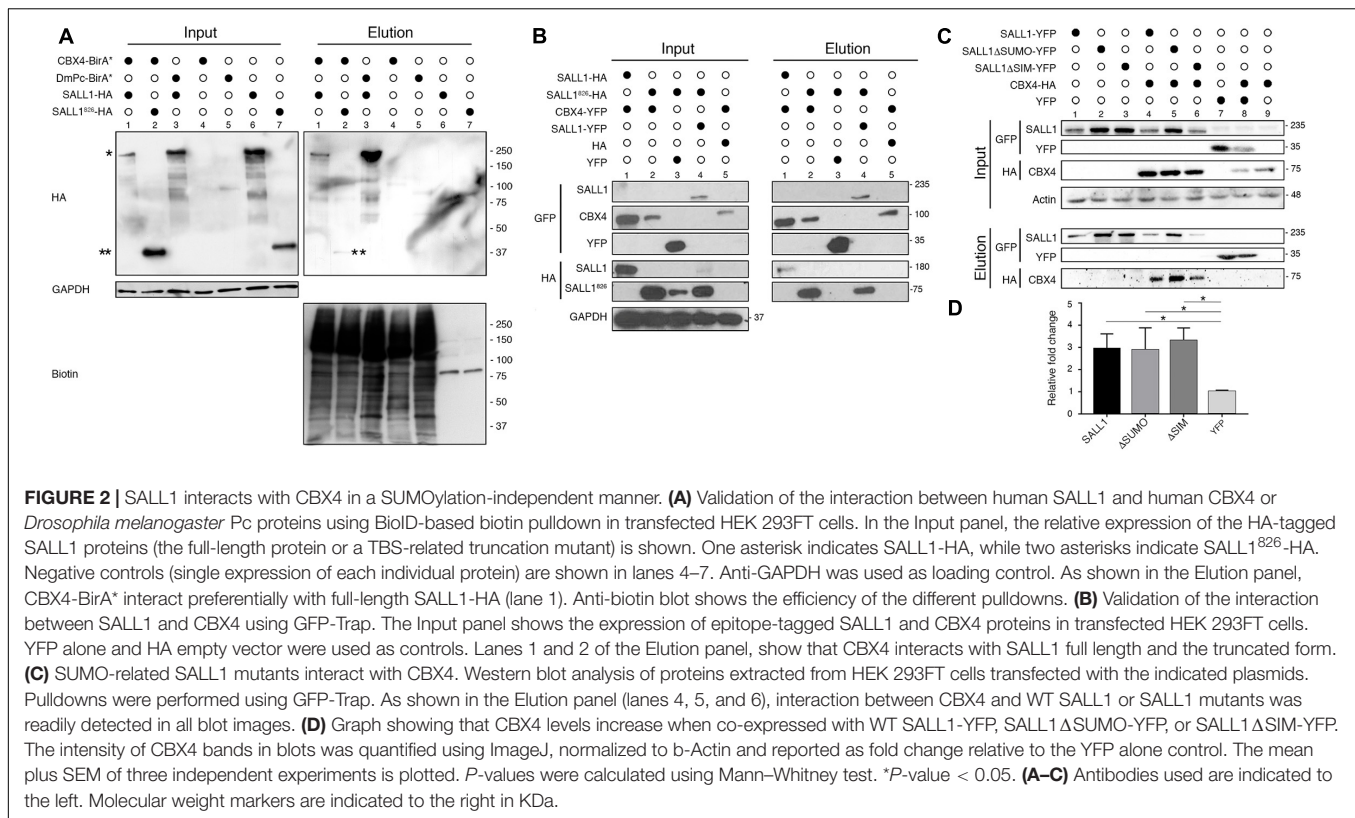 A
Input
Elution
CBX4-BirA*
DmPc-BirA*
SALL1-HA
SALL1826-HA
1 2 3 4 5 6 7
1 2 3 4 5 6 7
*
**
HA
**
- 250
- 150
- 100
- 75
- 50
- 37
GAPDH
Biotin
- 250
- 150
- 100
- 75
- 50
- 37
B
Input
Elution
SALL1-HA
SALL1826-HA
CBX4-YFP
SALL1-YFP
HA
YFP
1 2 3 4 5
1 2 3 4 5
GFP
SALL1
- 235
CBX4
- 100
YFP
- 35
HA
SALL1
- 180
SALL1826
-75
GAPDH
- 37
C
SALL1-YFP
SALL1ΔSUMO-YFP
SALL1ΔSIM-YFP
CBX4-HA
YFP
1 2 3 4 5 6 7 8 9
Input
GFP
SALL1
- 235
YFP
- 35
HA
CBX4
- 75
Actin
- 48
Elution
GFP
SALL1
- 235
YFP
- 35
HA
CBX4
- 75
D
Relative fold change
5
4
3
2
1
0
*
*
*
SALL1
ΔSUMO
ΔSIM
YFP
FIGURE 2 | SALL1 interacts with CBX4 in a SUMOylation-independent manner. (A) Validation of the interaction between human SALL1 and human CBX4 or
Drosophila melanogaster Pc proteins using BioID-based biotin pulldown in transfected HEK 293FT cells. In the Input panel, the relative expression of the HA-tagged
SALL1 proteins (the full-length protein or a TBS-related truncation mutant) is shown. One asterisk indicates SALL1-HA, while two asterisks indicate SALL1826-HA.
Negative controls (single expression of each individual protein) are shown in lanes 4–7. Anti-GAPDH was used as loading control. As shown in the Elution panel,
CBX4-BirA* interact preferentially with full-length SALL1-HA (lane 1). Anti-biotin blot shows the efficiency of the different pulldowns. (B) Validation of the interaction
between SALL1 and CBX4 using GFP-Trap. The Input panel shows the expression of epitope-tagged SALL1 and CBX4 proteins in transfected HEK 293FT cells.
YFP alone and HA empty vector were used as controls. Lanes 1 and 2 of the Elution panel, show that CBX4 interacts with SALL1 full length and the truncated form.
(C) SUMO-related SALL1 mutants interact with CBX4. Western blot analysis of proteins extracted from HEK 293FT cells transfected with the indicated plasmids.
Pulldowns were performed using GFP-Trap. As shown in the Elution panel (lanes 4, 5, and 6), interaction between CBX4 and WT SALL1 or SALL1 mutants was
readily detected in all blot images. (D) Graph showing that CBX4 levels increase when co-expressed with WT SALL1-YFP, SALL1ΔSUMO-YFP, or SALL1ΔSIM-YFP.
The intensity of CBX4 bands in blots was quantified using ImageJ, normalized to b-Actin and reported as fold change relative to the YFP alone control. The mean
plus SEM of three independent experiments is plotted. P-values were calculated using Mann–Whitney test. *P-value < 0.05. (A–C) Antibodies used are indicated to
the left. Molecular weight markers are indicated to the right in KDa.